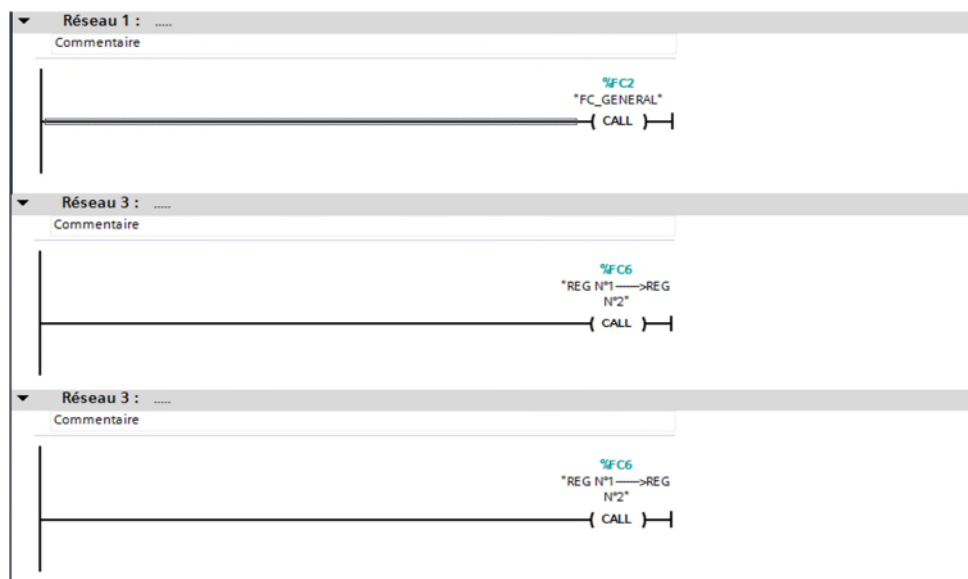 Réseau 1 : .....
Commentaire
%FC2
"FC_GENERAL"
CALL
Réseau 3 : .....
Commentaire
%FC6
"REG N°1------>REG
N°2"
CALL
Réseau 3 : .....
Commentaire
%FC6
"REG N°1------>REG
N°2"
CALL